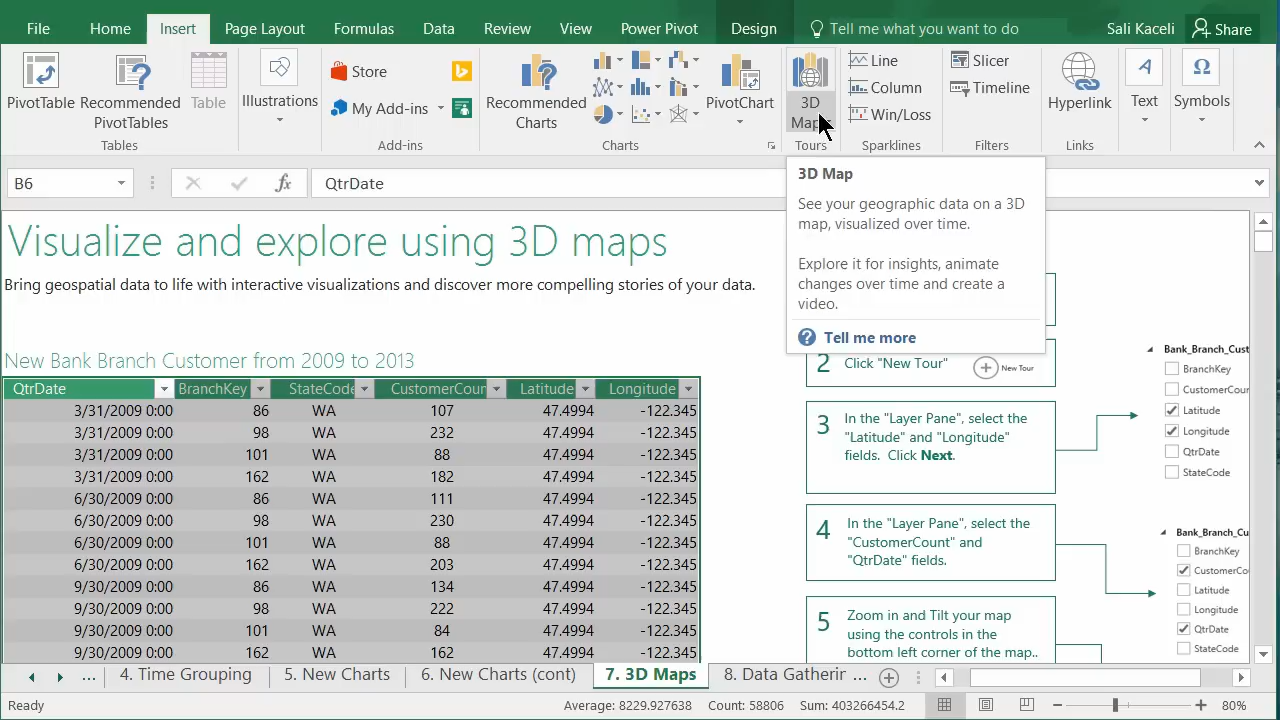 File Home Insert Page Layout Formulas Data Review View Power Pivot Design Tell me what you want to do Sali Kaceli Share
PivotTable Recommended PivotTables Table
Tables
Illustrations
Store
My Add-ins
Add-ins
Recommended Charts
PivotChart
Charts
3D
Tours
Line
Column
Win/Loss
Sparklines
Slicer
Timeline
Filters
Hyperlink
Links
Text
Symbols
B6 fx QtrDate
3D Map
See your geographic data on a 3D
map, visualized over time.
Explore it for insights, animate
changes over time and create a
video.
Tell me more
Visualize and explore using 3D maps
Bring geospatial data to life with interactive visualizations and discover more compelling stories of your data.
New Bank Branch Customer from 2009 to 2013
QtrDate BranchKey StateCode CustomerCoun Latitude Longitude
3/31/2009 0:00 86 WA 107 47.4994 -122.345
3/31/2009 0:00 98 WA 232 47.4994 -122.345
3/31/2009 0:00 101 WA 88 47.4994 -122.345
3/31/2009 0:00 162 WA 182 47.4994 -122.345
6/30/2009 0:00 86 WA 111 47.4994 -122.345
6/30/2009 0:00 98 WA 230 47.4994 -122.345
6/30/2009 0:00 101 WA 88 47.4994 -122.345
6/30/2009 0:00 162 WA 203 47.4994 -122.345
9/30/2009 0:00 86 WA 134 47.4994 -122.345
9/30/2009 0:00 98 WA 222 47.4994 -122.345
9/30/2009 0:00 101 WA 84 47.4994 -122.345
9/30/2009 0:00 162 WA 162 47.4994 -122.345
2 Click "New Tour" New Tour
3 In the "Layer Pane", select the
"Latitude" and "Longitude"
fields. Click Next.
4 In the "Layer Pane", select the
"CustomerCount" and
"QtrDate" fields.
5 Zoom in and Tilt your map
using the controls in the
bottom left corner of the map..
Bank_Branch_Cust
BranchKey
CustomerCour
Latitude
Longitude
QtrDate
StateCode
Bank_Branch_Cu
BranchKey
CustomerCo
Latitude
Longitude
QtrDate
StateCode
... 4. Time Grouping 5. New Charts 6. New Charts (cont) 7. 3D Maps 8. Data Gatherin ...
Ready Average: 8229.927638 Count: 58806 Sum: 403266454.2 80%